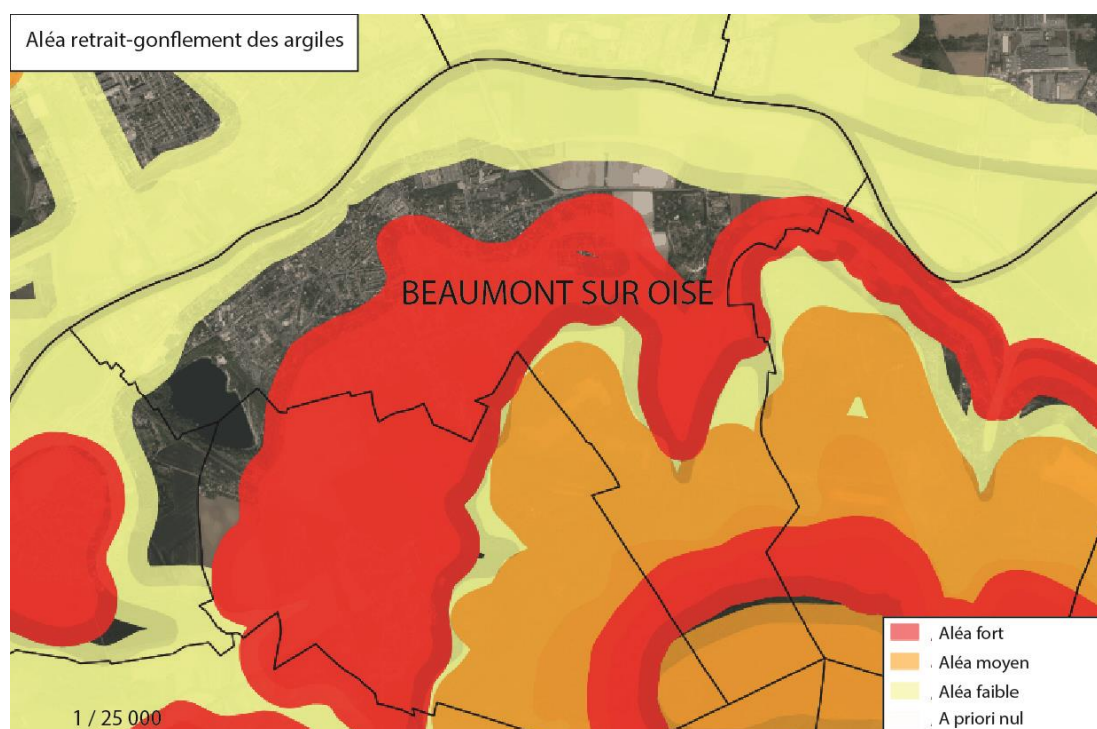 Aléa retrait-gonflement des argiles
BEAUMONT SUR OISE
Aléa fort
Aléa moyen
Aléa faible
A priori nul
1 / 25 000